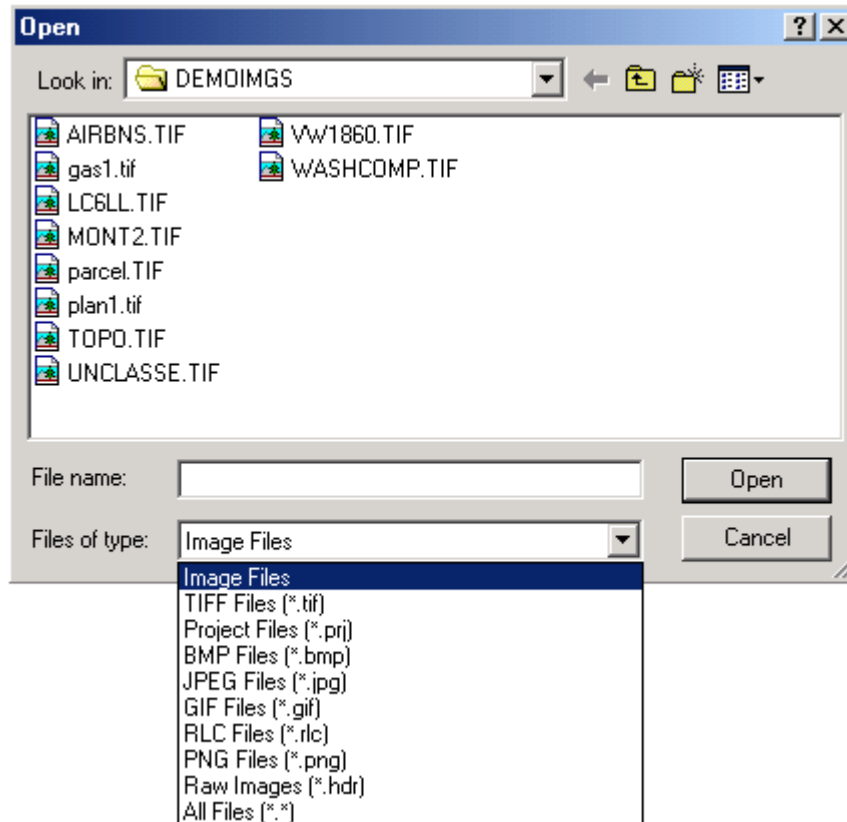 Open
Look in: DEMOIMGS
AIRBNS.TIF
gas1.tif
LC6LL.TIF
MONT2.TIF
parcel.TIF
plan1.tif
TOPO.TIF
UNCLASSE.TIF
VW1860.TIF
WASHCOMP.TIF
File name:
Open
Files of type: Image Files
Cancel
Image Files
TIFF Files (*.tif)
Project Files (*.prj)
BMP Files (*.bmp)
JPEG Files (*.jpg)
GIF Files (*.gif)
RLC Files (*.rlc)
PNG Files (*.png)
Raw Images (*.hdr)
All Files (*.*)